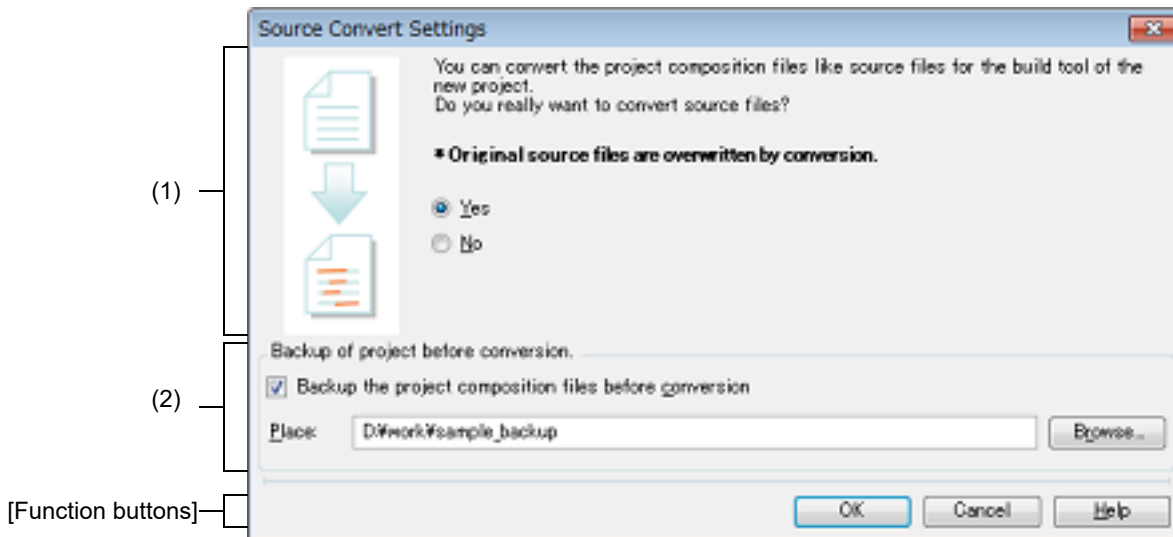 Source Convert Settings
You can convert the project composition files like source files for the build tool of the
new project.
Do you really want to convert source files?
* Original source files are overwritten by conversion.
(1)
Yes
No
Backup of project before conversion.
(2)
Backup the project composition files before conversion
Place: D:¥work¥sample_backup Browse...
[Function buttons] OK Cancel Help